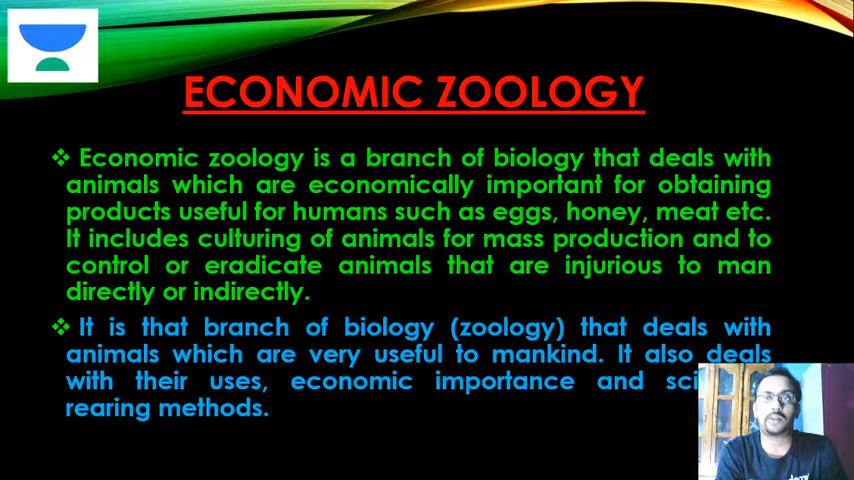 ECONOMIC ZOOLOGY
Economic zoology is a branch of biology that deals with
animals which are economically important for obtaining
products useful for humans such as eggs, honey, meat etc.
It includes culturing of animals for mass production and to
control or eradicate animals that are injurious to man
directly or indirectly.
It is that branch of biology (zoology) that deals with
animals which are very useful to mankind. It also deals
with their uses, economic importance and
rearing methods.